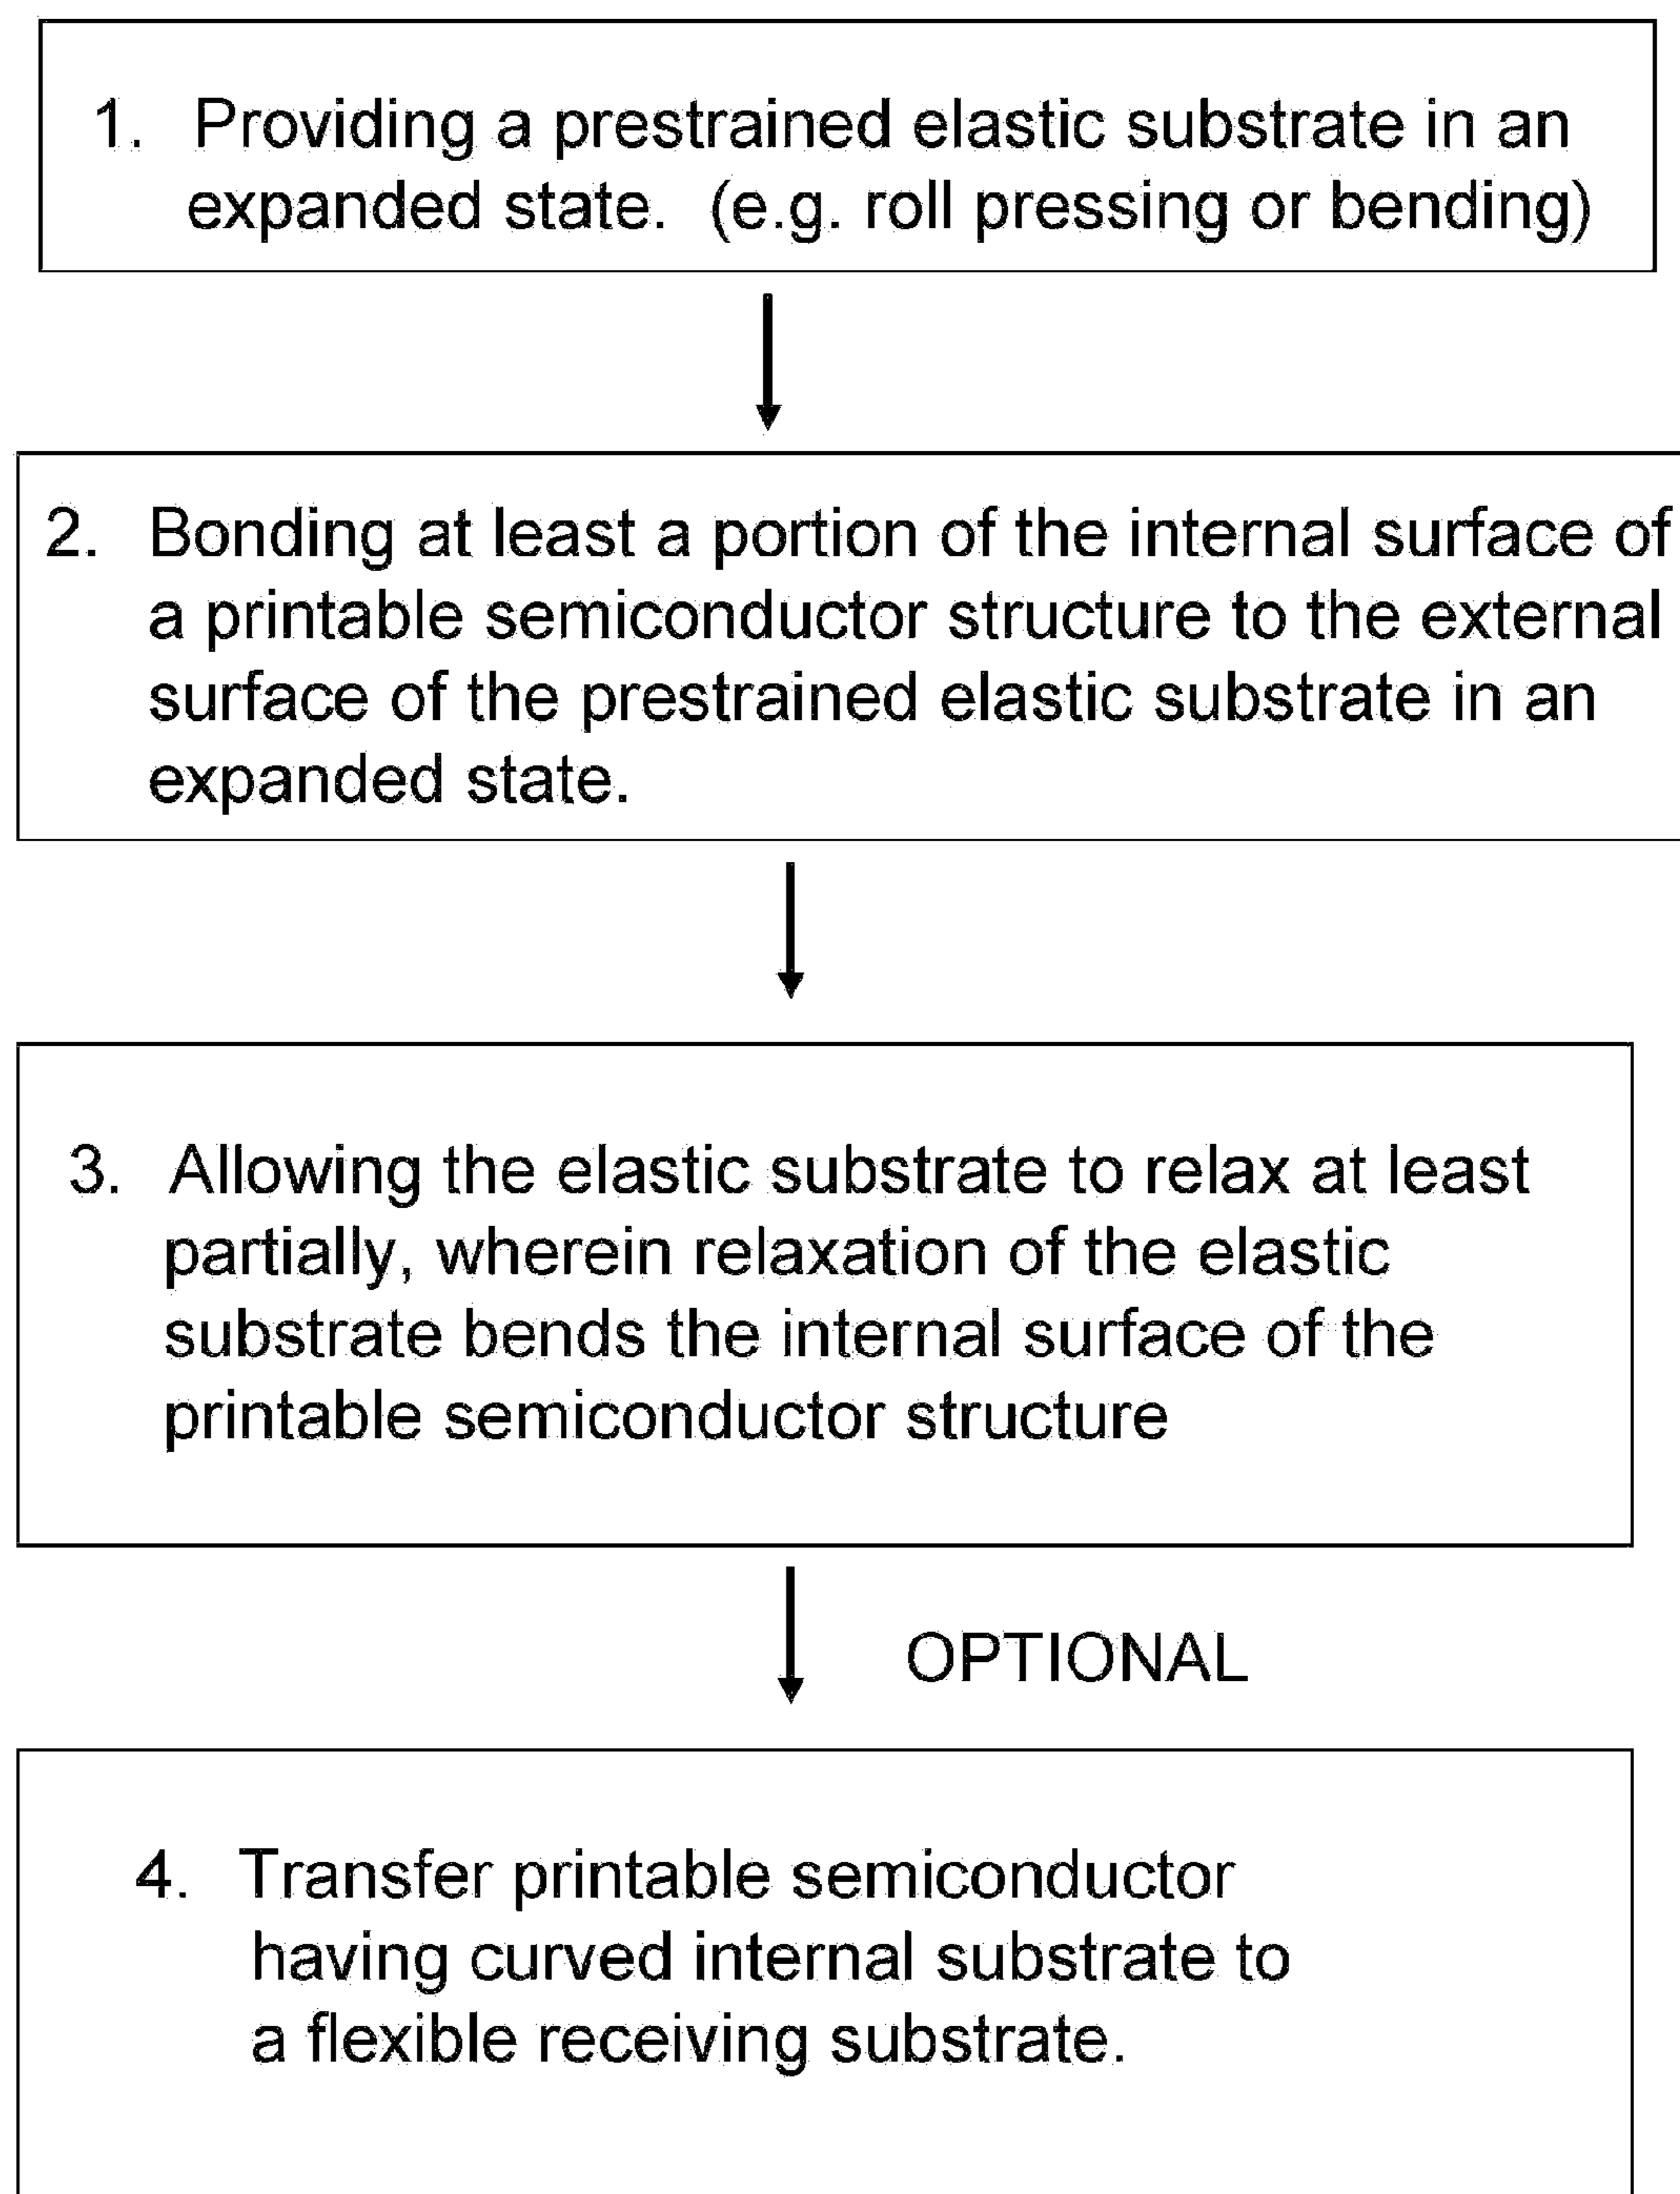 1. Providing a prestrained elastic substrate in an
expanded state. (e.g. roll pressing or bending)
2. Bonding at least a portion of the internal surface of
a printable semiconductor structure to the external
surface of the prestrained elastic substrate in an
expanded state.
3. Allowing the elastic substrate to relax at least
partially, wherein relaxation of the elastic
substrate bends the internal surface of the
printable semiconductor structure
OPTIONAL
4. Transfer printable semiconductor
having curved internal substrate to
a flexible receiving substrate.